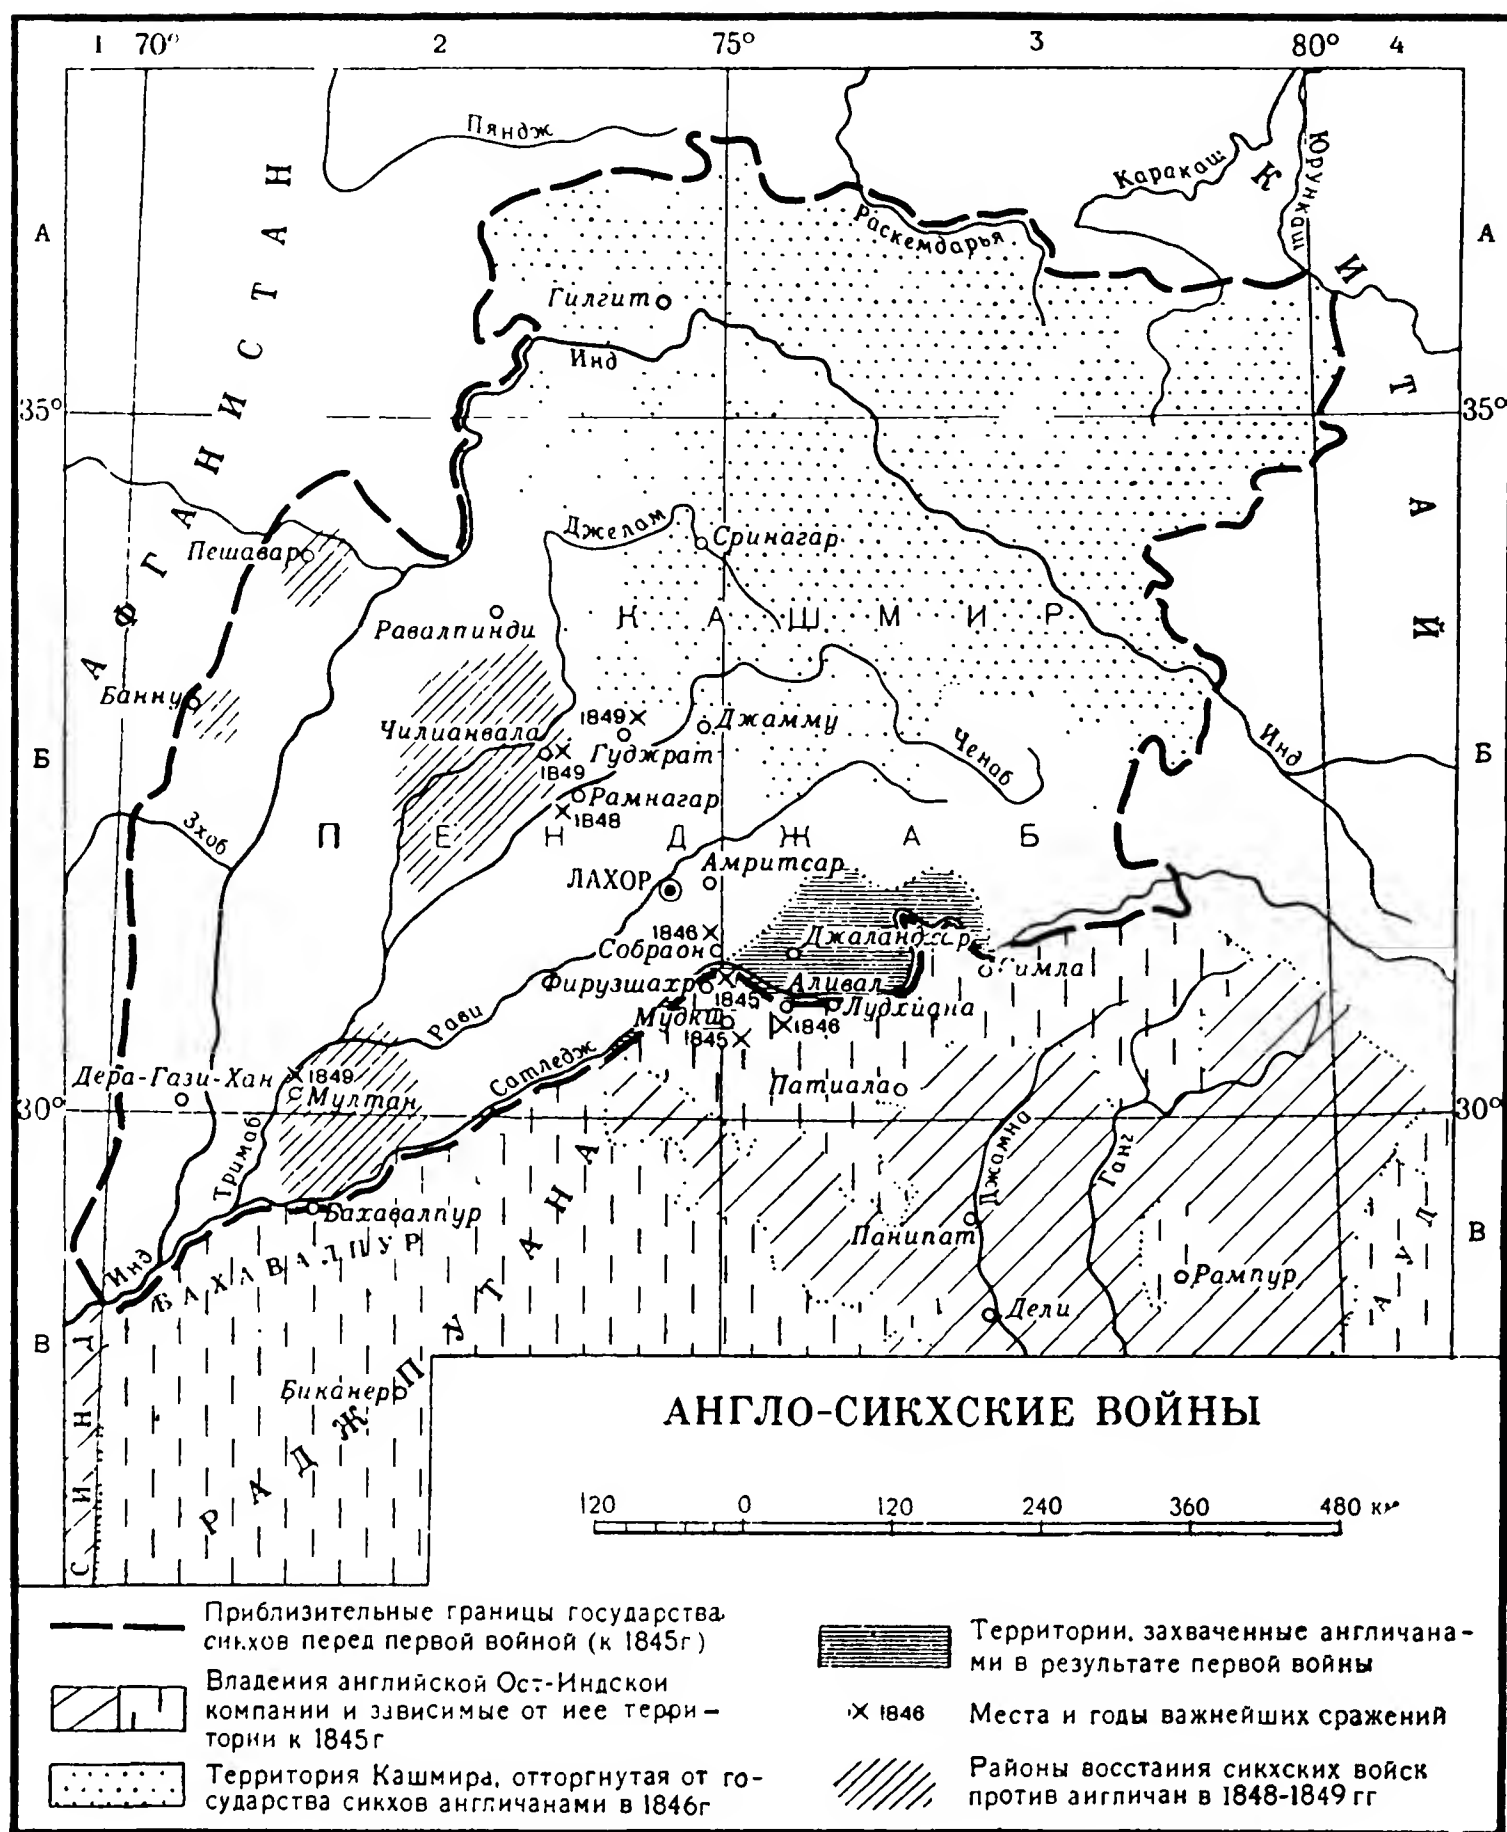 1 70° 2 75° 3 80° 4
Пяндж
Каракаш
Юрункаш
КИТАЙ
АФГАНИСТАН
А
А
Раскемдарья
Гилгит
Инд
35°
35°
Джелам
Сринагар
Пешавар
Равалпинди
КАШМИР
Банну
Чилианвала
1849
Джамму
Гуджрат
1849
Ченаб
Инд
Б
Б
Рамнагар
1848
Зхоб
ПЕНДЖАБ
Амритсар
ЛАХОР
1846
Собраон
Джаландхар
Симла
Фирузшахр
1845
Аливал
Лудхиана
Мудки
1845
1846
Рави
Сатледж
Дера-Гази-Хан
1849
Мултан
Патиала
30°
30°
Тримаб
Джамна
Ганг
Бахавалпур
Панипат
Инд
БАХАВАЛПУР
Рампур
АУД
Дели
В
В
СИНД
Биканер
РАДЖПУТАНА
АНГЛО-СИКХСКИЕ ВОЙНЫ
120 0 120 240 360 480 км
Приблизительные границы государства
сикхов перед первой войной (к 1845г)
Владения английской Ост-Индской
компании и зависимые от нее терри-
тории к 1845г
Территория Кашмира, отторгнутая от го-
сударства сикхов англичанами в 1846г
Территории, захваченные англичана-
ми в результате первой войны
1846 Места и годы важнейших сражений
Районы восстания сикхских войск
против англичан в 1848-1849 гг